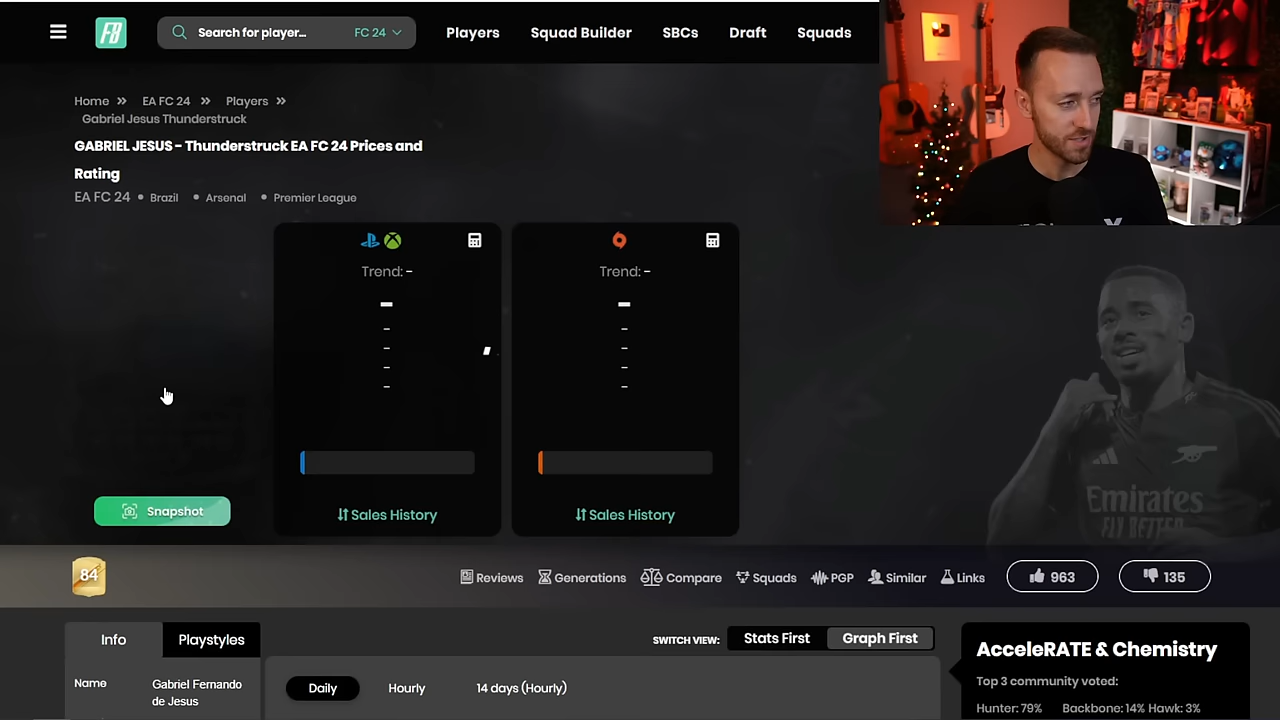 FB
Search for player...
FC 24
Players
Squad Builder
SBCs
Draft
Squads
Home
EA FC 24
Players
Gabriel Jesus Thunderstruck
GABRIEL JESUS - Thunderstruck EA FC 24 Prices and
Rating
EA FC 24 • Brazil • Arsenal • Premier League
Trend: -
-
-
-
-
-
Sales History
Trend: -
-
-
-
-
-
Sales History
Snapshot
Emirates
FLY BETTER
84
Reviews
Generations
Compare
Squads
PGP
Similar
Links
963
135
Info
Playstyles
SWITCH VIEW:
Stats First
Graph First
Name
Gabriel Fernando
de Jesus
Daily
Hourly
14 days (Hourly)
AcceleRATE & Chemistry
Top 3 community voted:
Hunter: 79%
Backbone: 14%
Hawk: 3%